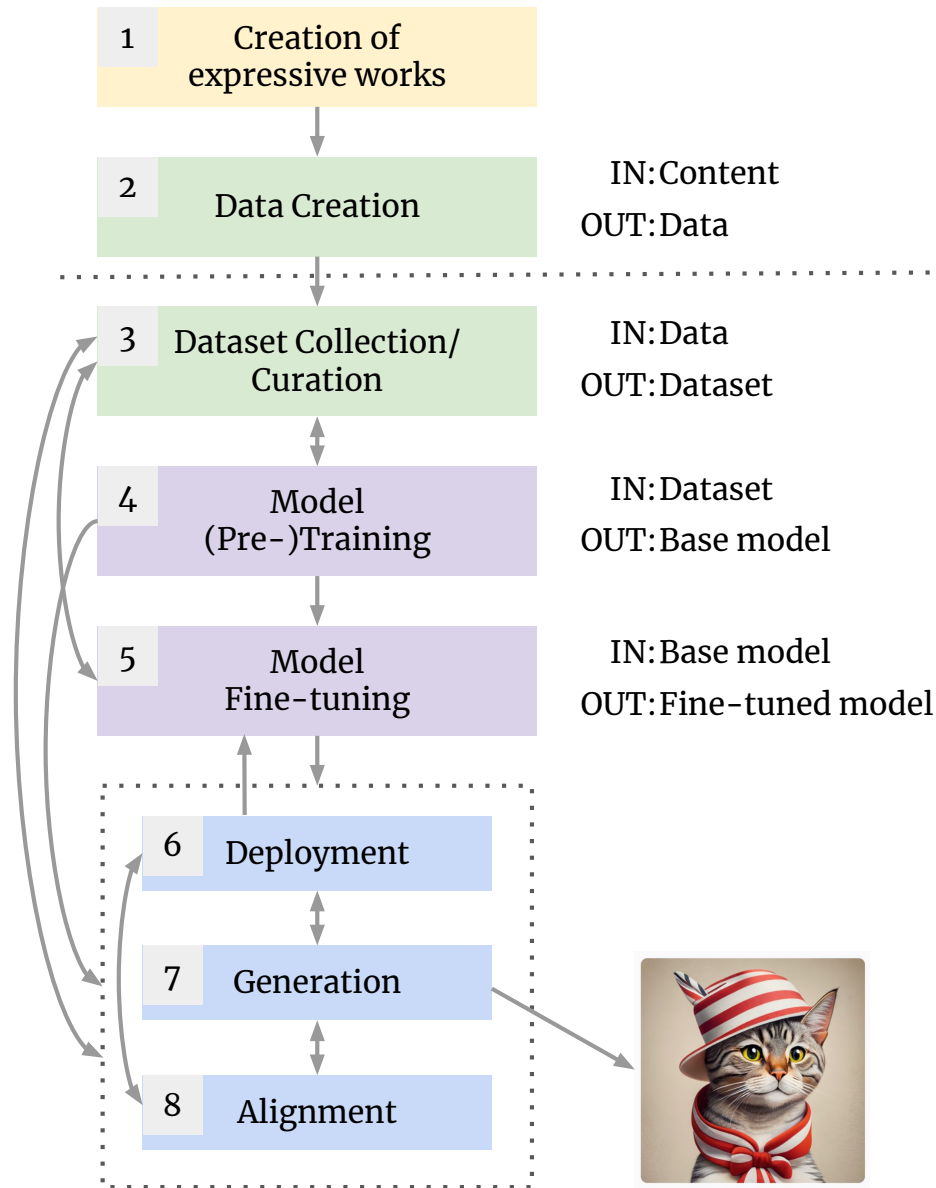 1
Creation of
expressive works
2
Data Creation
IN: Content
OUT: Data
3
Dataset Collection/
Curation
IN: Data
OUT: Dataset
4
Model
(Pre-)Training
IN: Dataset
OUT: Base model
5
Model
Fine-tuning
IN: Base model
OUT: Fine-tuned model
6
Deployment
7
Generation
8
Alignment